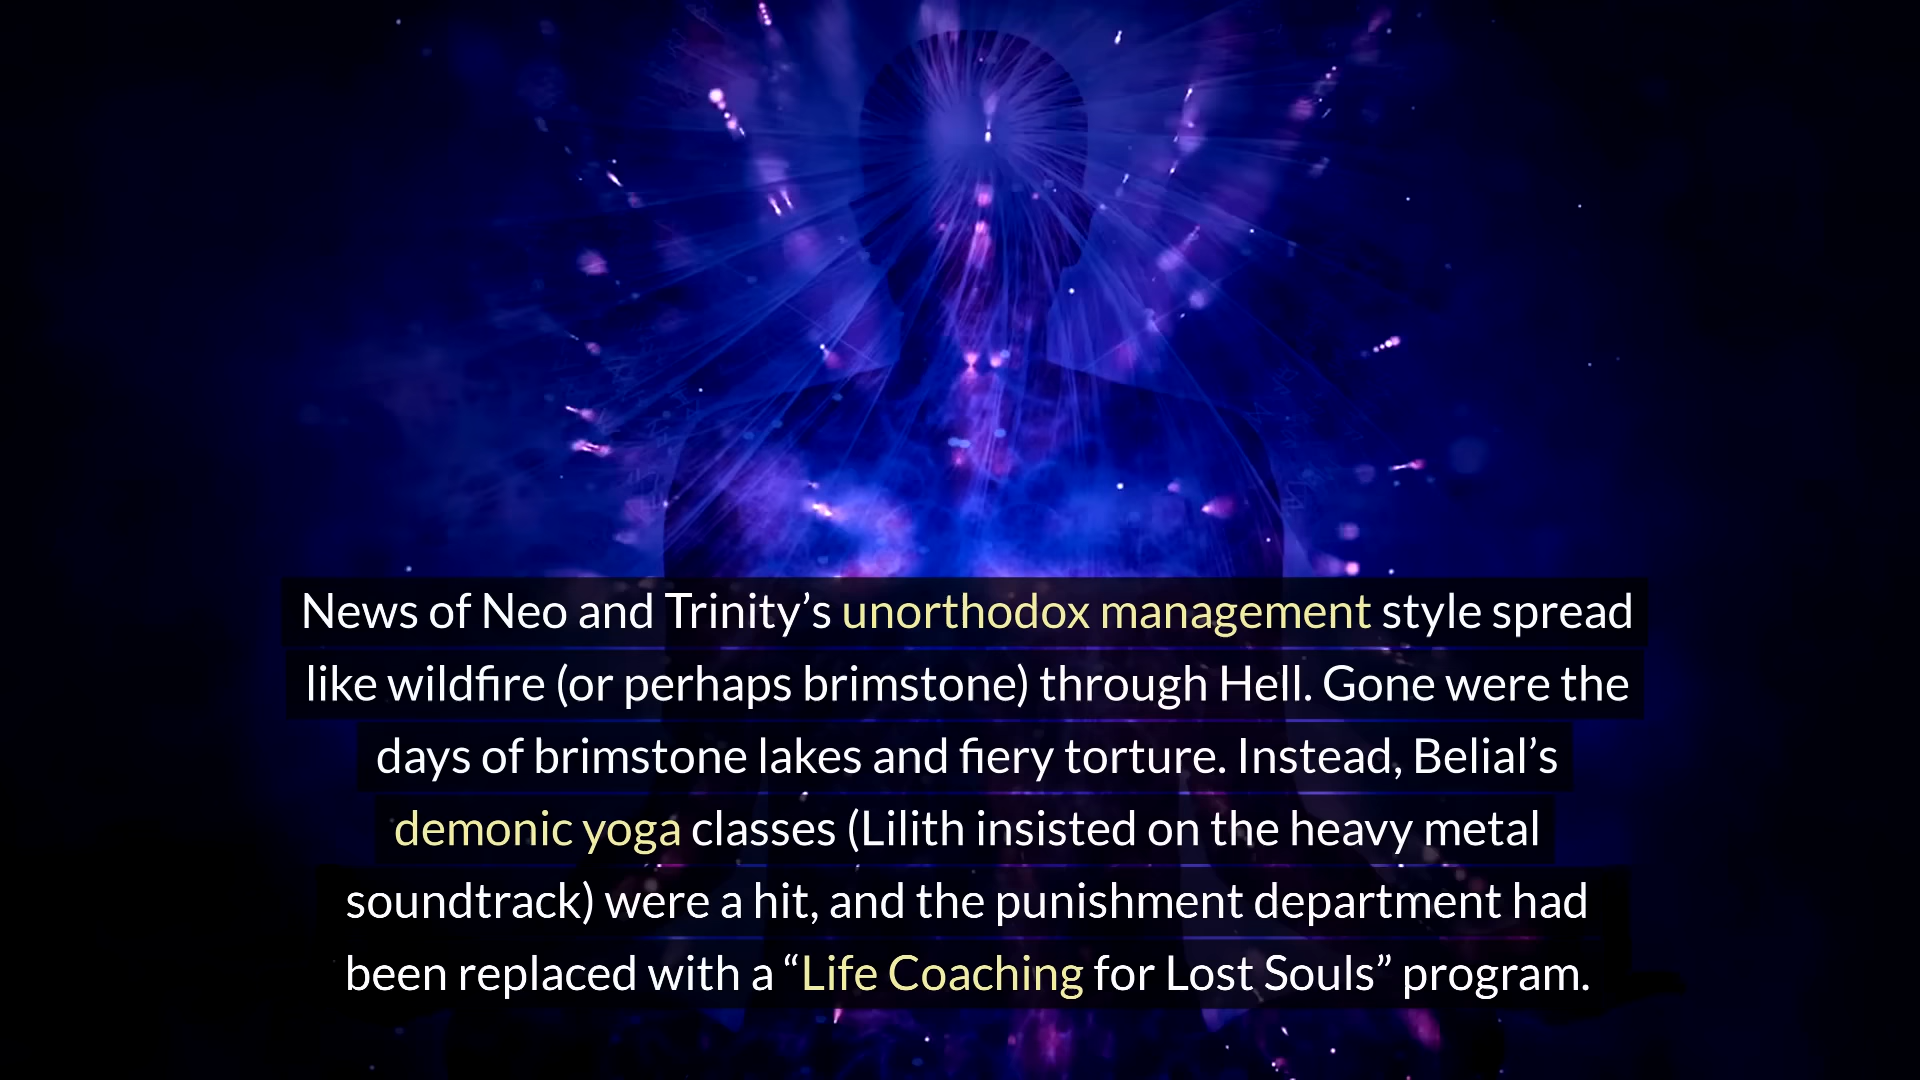 News of Neo and Trinity’s unorthodox management style spread
like wildfire (or perhaps brimstone) through Hell. Gone were the
days of brimstone lakes and fiery torture. Instead, Belial’s
demonic yoga classes (Lilith insisted on the heavy metal
soundtrack) were a hit, and the punishment department had
been replaced with a “Life Coaching for Lost Souls” program.